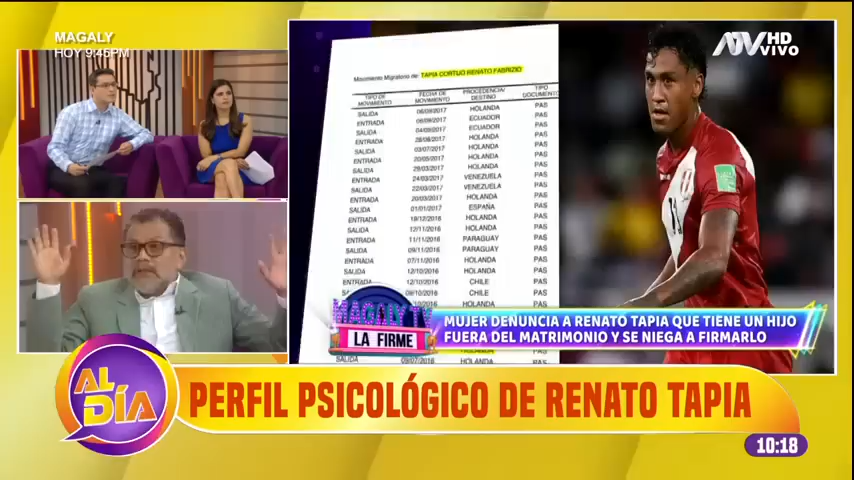 MAGALY
HOY 9:45PM
ATV HD
VIVO
Movimiento Migratorio de: TAPIA CORTIJO RENATO FABRIZIO
TIPO DE MOVIMIENTO FECHA DE MOVIMIENTO PROCEDENCIA/DESTINO TIPO DOCUMENTO
SALIDA 06/09/2017 HOLANDA PAS
ENTRADA 06/09/2017 ECUADOR PAS
SALIDA 04/09/2017 ECUADOR PAS
ENTRADA 28/08/2017 HOLANDA PAS
SALIDA 03/07/2017 HOLANDA PAS
ENTRADA 20/05/2017 HOLANDA PAS
SALIDA 29/03/2017 HOLANDA PAS
ENTRADA 24/03/2017 VENEZUELA PAS
SALIDA 22/03/2017 VENEZUELA PAS
ENTRADA 20/03/2017 HOLANDA PAS
SALIDA 01/01/2017 ESPAÑA PAS
ENTRADA 18/12/2016 HOLANDA PAS
SALIDA 12/11/2016 HOLANDA PAS
ENTRADA 11/11/2016 PARAGUAY PAS
SALIDA 09/11/2016 PARAGUAY PAS
ENTRADA 07/11/2016 HOLANDA PAS
SALIDA 12/10/2016 HOLANDA PAS
ENTRADA 12/10/2016 CHILE PAS
SALIDA CHILE PAS
HOLANDA
09/07/2016 HOLANDA PAS
MAGALY TV
LA FIRME
MUJER DENUNCIA A RENATO TAPIA QUE TIENE UN HIJO
FUERA DEL MATRIMONIO Y SE NIEGA A FIRMARLO
AL DÍA
PERFIL PSICOLÓGICO DE RENATO TAPIA
10:18